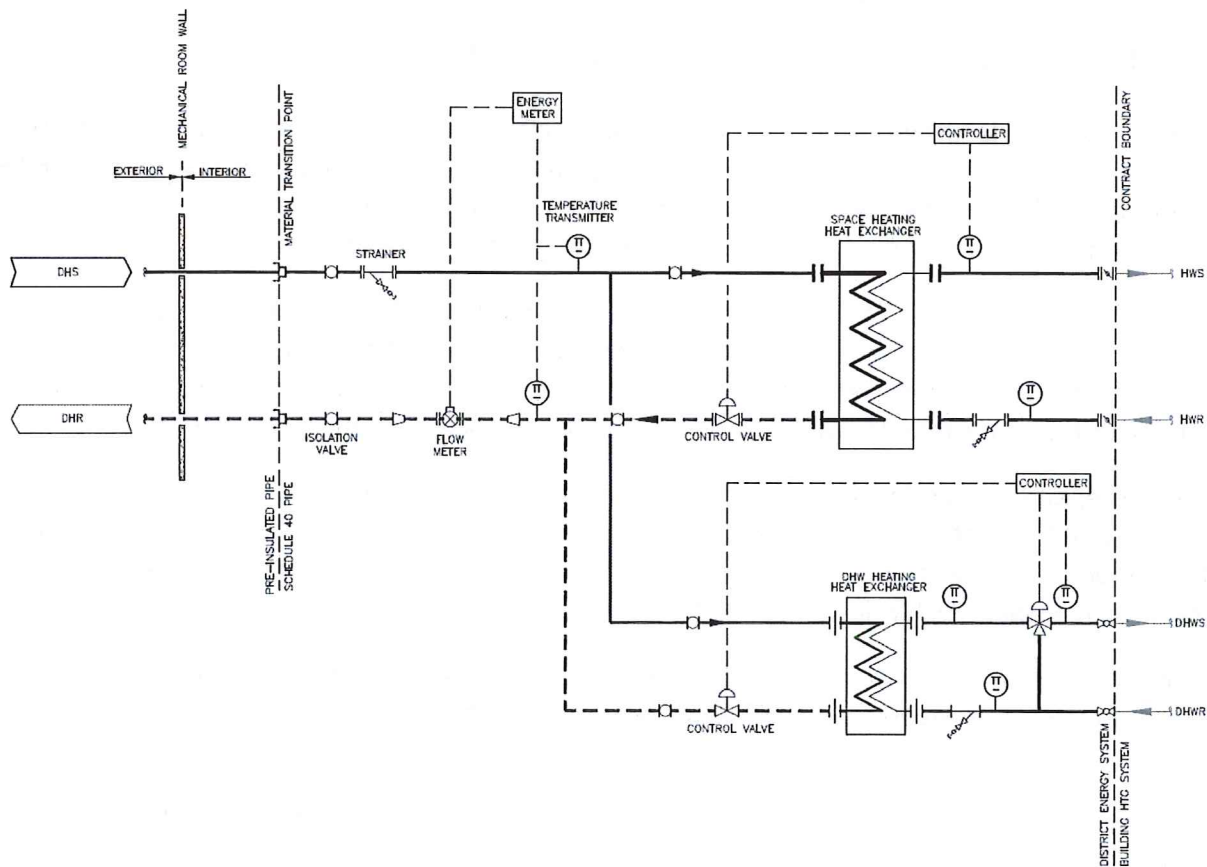 MECHANICAL ROOM WALL
EXTERIOR
INTERIOR
MATERIAL TRANSITION POINT
ENERGY
METER
CONTROLLER
CONTRACT BOUNDARY
TEMPERATURE
TRANSMITTER
TT
SPACE HEATING
HEAT EXCHANGER
TT
STRAINER
DHS
HWS
TT
TT
DHR
HWR
ISOLATION
VALVE
FLOW
METER
CONTROL VALVE
PRE-INSULATED PIPE
SCHEDULE 40 PIPE
CONTROLLER
DHW HEATING
HEAT EXCHANGER
TT
TT
DHWS
TT
DHWR
CONTROL VALVE
DISTRICT ENERGY SYSTEM
BUILDING HTG SYSTEM